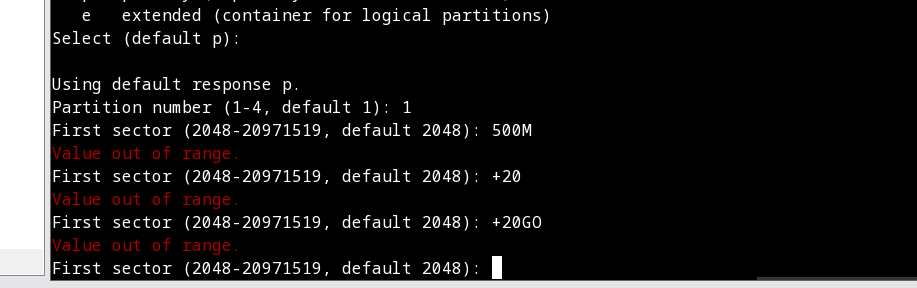 e   extended (container for logical partitions)
Select (default p):
Using default response p.
Partition number (1-4, default 1): 1
First sector (2048-20971519, default 2048): 500M
Value out of range.
First sector (2048-20971519, default 2048): +20
Value out of range.
First sector (2048-20971519, default 2048): +20GO
Value out of range.
First sector (2048-20971519, default 2048):